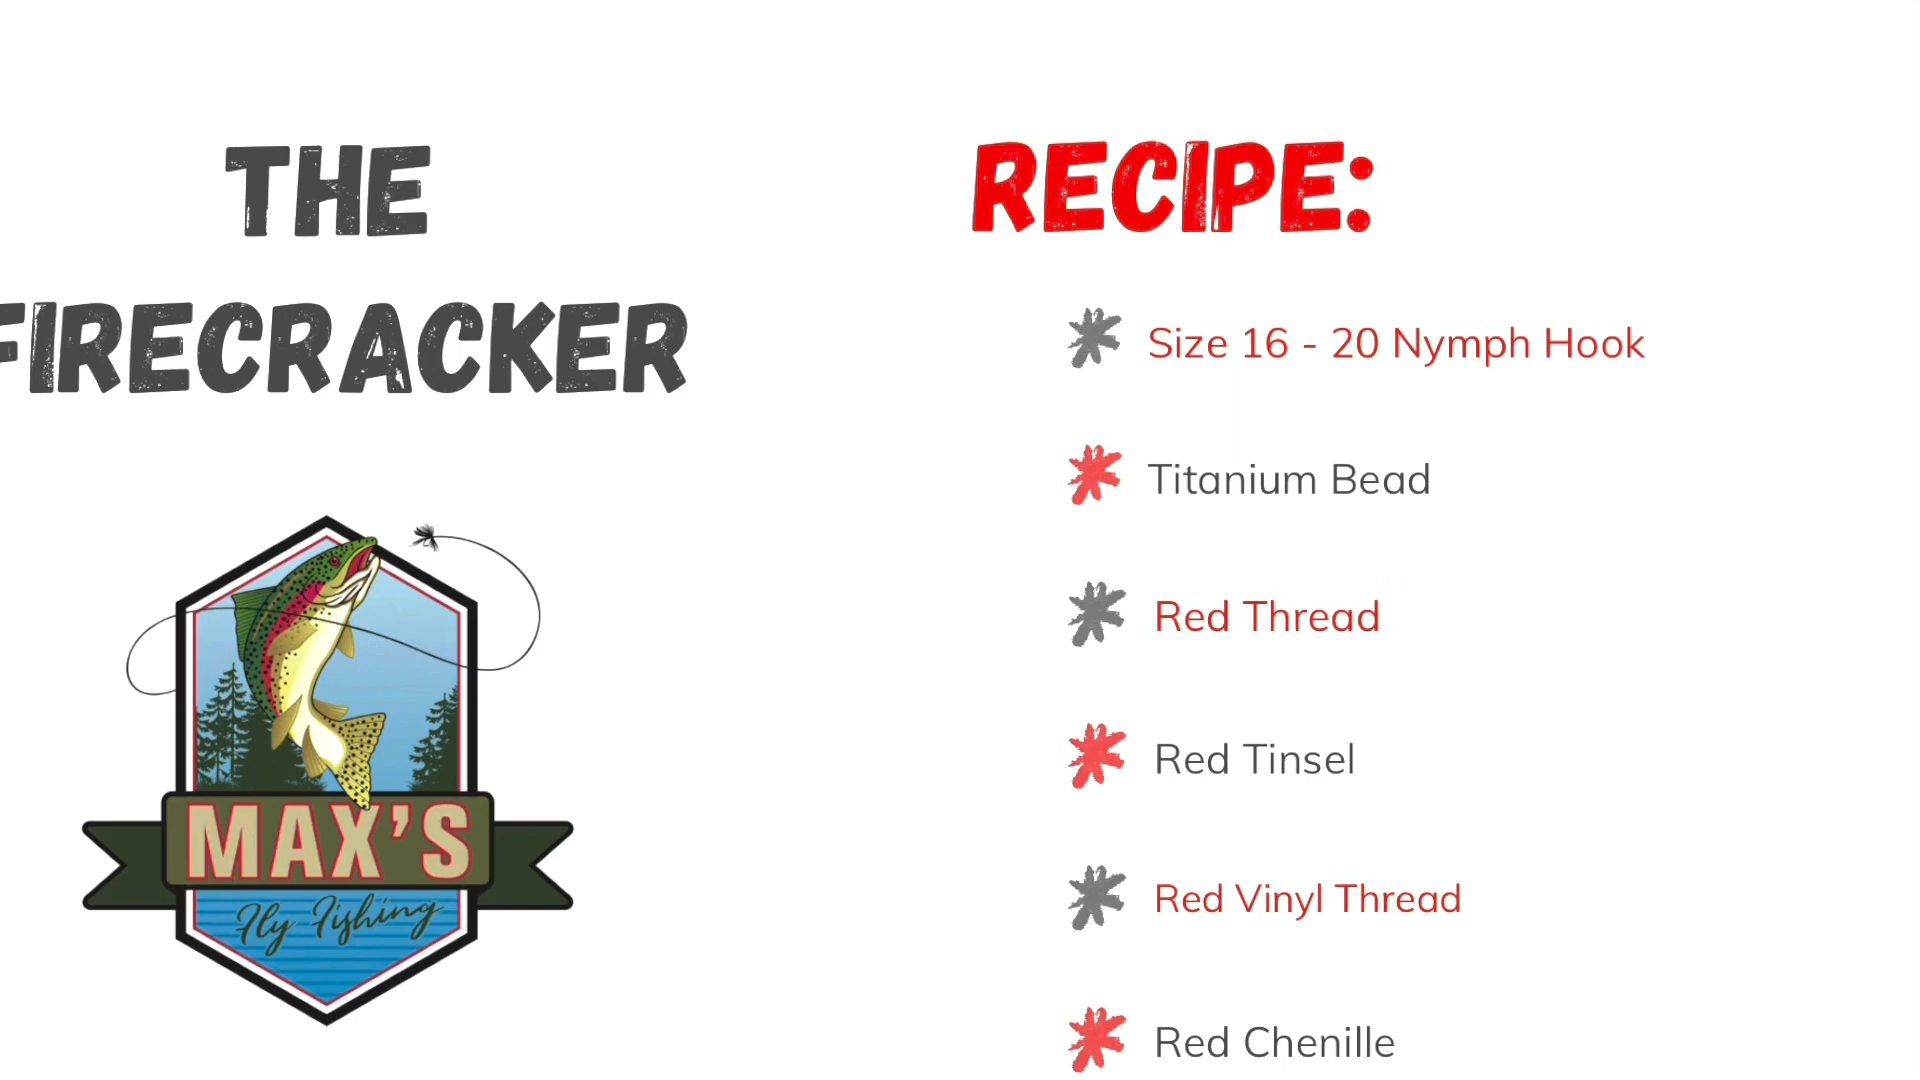 THE
FIRECRACKER
MAX'S
Fly Fishing
RECIPE:
Size 16 - 20 Nymph Hook
Titanium Bead
Red Thread
Red Tinsel
Red Vinyl Thread
Red Chenille